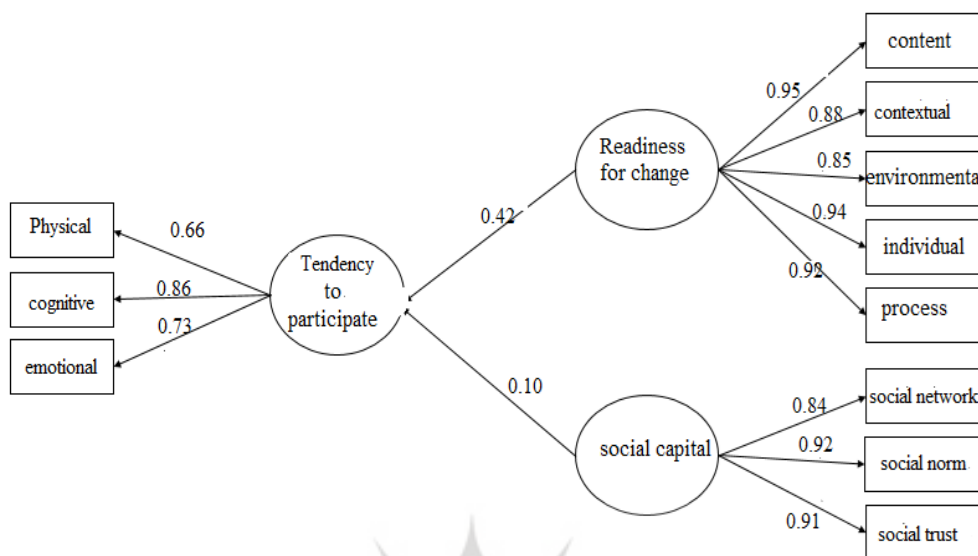 content
0.95
contextual
0.88
Readiness
for change
0.85
environmenta
0.94
individual
0.92
process
0.42
Physical
0.66
cognitive
0.86
emotional
0.73
Tendency
to
participate
0.10
social capital
0.84
social network
0.92
social norm
0.91
social trust